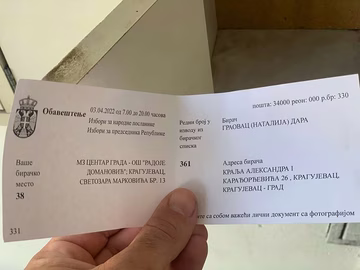 Обавештење
03.04.2022 од 7.00 до 20.00 часова
Избори за народне посланике
Избори за председника Републике
Ваше
бирачко
место
38
МЗ ЦЕНТАР ГРАДА - ОШ "РАДОЈЕ
ДОМАНОВИЋ", КРАГУЈЕВАЦ,
СВЕТОЗАРА МАРКОВИЋА БР. 13
331
пошта: 34000 реон: 000 р.бр: 330
Редни број у
изводу из
бирачког
списка
361
Бирач
ГРАОВАЦ (НАТАЛИЈА) ДАРА
Адреса бирача
КРАЉА АЛЕКСАНДРА I
КАРАЂОРЂЕВИЋА 26 , КРАГУЈЕВАЦ,
КРАГУЈЕВАЦ - ГРАД
са собом важећи лични документ са фотографијом